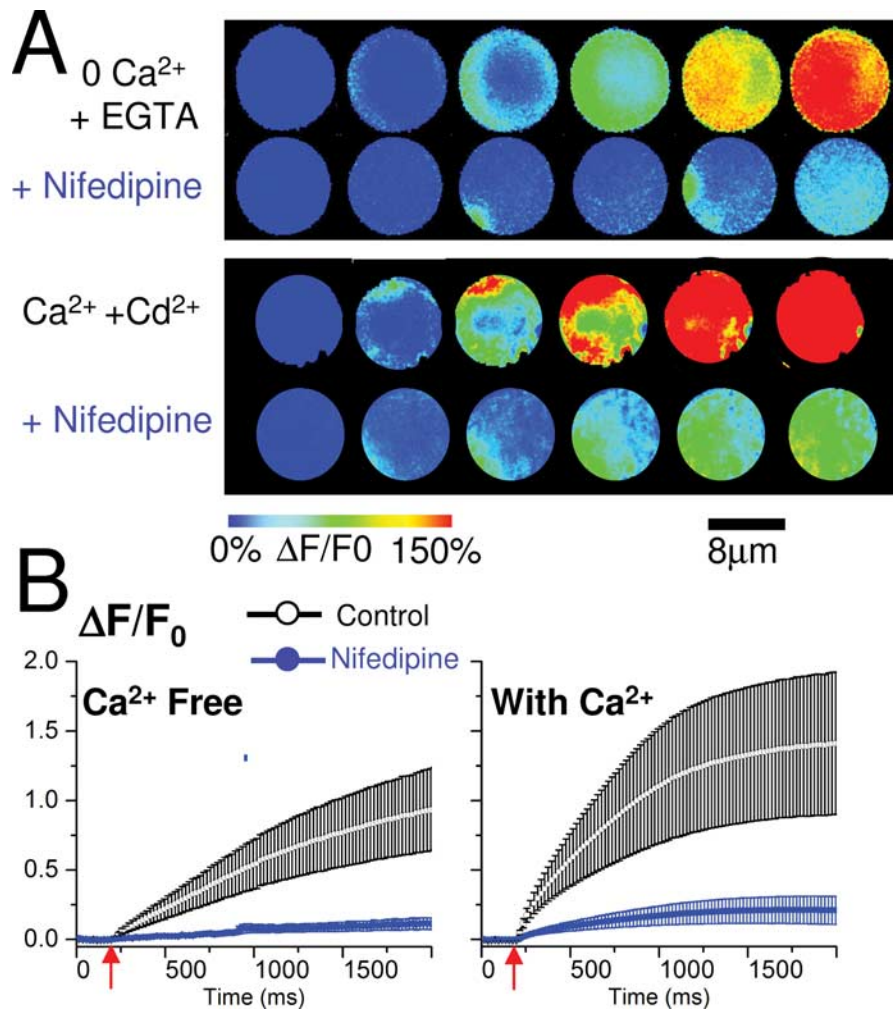 A
0 Ca²⁺
+ EGTA
+ Nifedipine
Ca²⁺ +Cd²⁺
+ Nifedipine
0% ΔF/F0 150%
8μm
B
ΔF/F₀
Control
Nifedipine
Ca²⁺ Free
With Ca²⁺
2.0
1.5
1.0
0.5
0.0
0 500 1000 1500
0 500 1000 1500
Time (ms)
Time (ms)